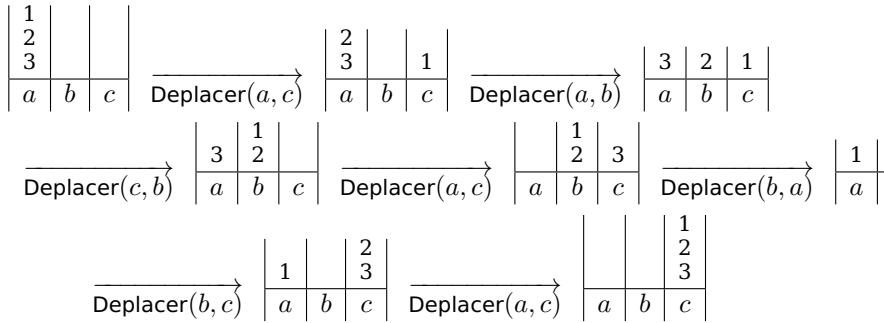 1
2 2
3 3 1 3 2 1
a b c Deplacer(a, c) a b c Deplacer(a, b) a b c
1 1
3 2 2 3 1
Deplacer(c, b) a b c Deplacer(a, c) a b c Deplacer(b, a) a
1
2 2
1 3 3
Deplacer(b, c) a b c Deplacer(a, c) a b c